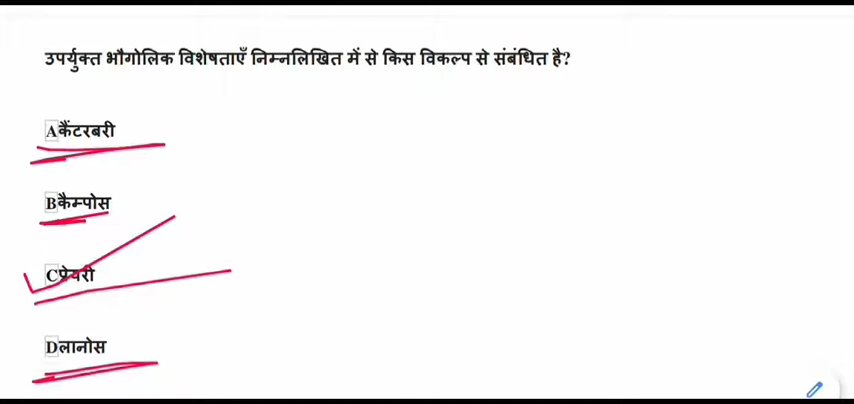 उपर्युक्त भौगोलिक विशेषताएँ निम्नलिखित में से किस विकल्प से संबंधित है?
Aकैंटरबरी
Bकैम्पोस
Cप्रेयरी
Dलानोस